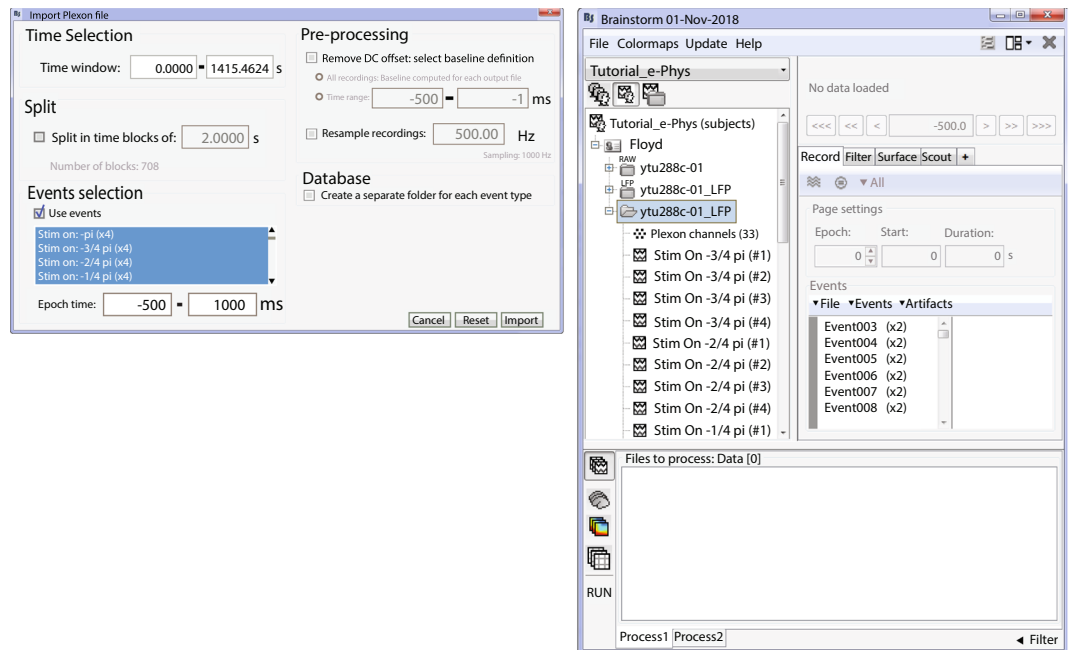 Import Plexon file
Time Selection
Time window: 0.0000 - 1415.4624 s
Split
Split in time blocks of: 2.0000 s
Number of blocks: 708
Events selection
Use events
Stim on: -pi (x4)
Stim on: -3/4 pi (x4)
Stim on: -2/4 pi (x4)
Stim on: -1/4 pi (x4)
Epoch time: -500 - 1000 ms
Pre-processing
Remove DC offset: select baseline definition
All recordings: Baseline computed for each output file
Time range: -500 - -1 ms
Resample recordings: 500.00 Hz
Sampling: 1000 Hz
Database
Create a separate folder for each event type
Cancel Reset Import
Brainstorm 01-Nov-2018
File Colormaps Update Help
Tutorial_e-Phys
Tutorial_e-Phys (subjects)
Floyd
RAW
ytu288c-01
LFP
ytu288c-01_LFP
ytu288c-01_LFP
Plexon channels (33)
Stim On -3/4 pi (#1)
Stim On -3/4 pi (#2)
Stim On -3/4 pi (#3)
Stim On -3/4 pi (#4)
Stim On -2/4 pi (#1)
Stim On -2/4 pi (#2)
Stim On -2/4 pi (#3)
Stim On -2/4 pi (#4)
Stim On -1/4 pi (#1)
No data loaded
<<< << < -500.0 > >> >>>
Record Filter Surface Scout +
All
Page settings
Epoch: Start: Duration:
0 0 0 s
Events
File Events Artifacts
Event003 (x2)
Event004 (x2)
Event005 (x2)
Event006 (x2)
Event007 (x2)
Event008 (x2)
Files to process: Data [0]
RUN
Process1 Process2
Filter